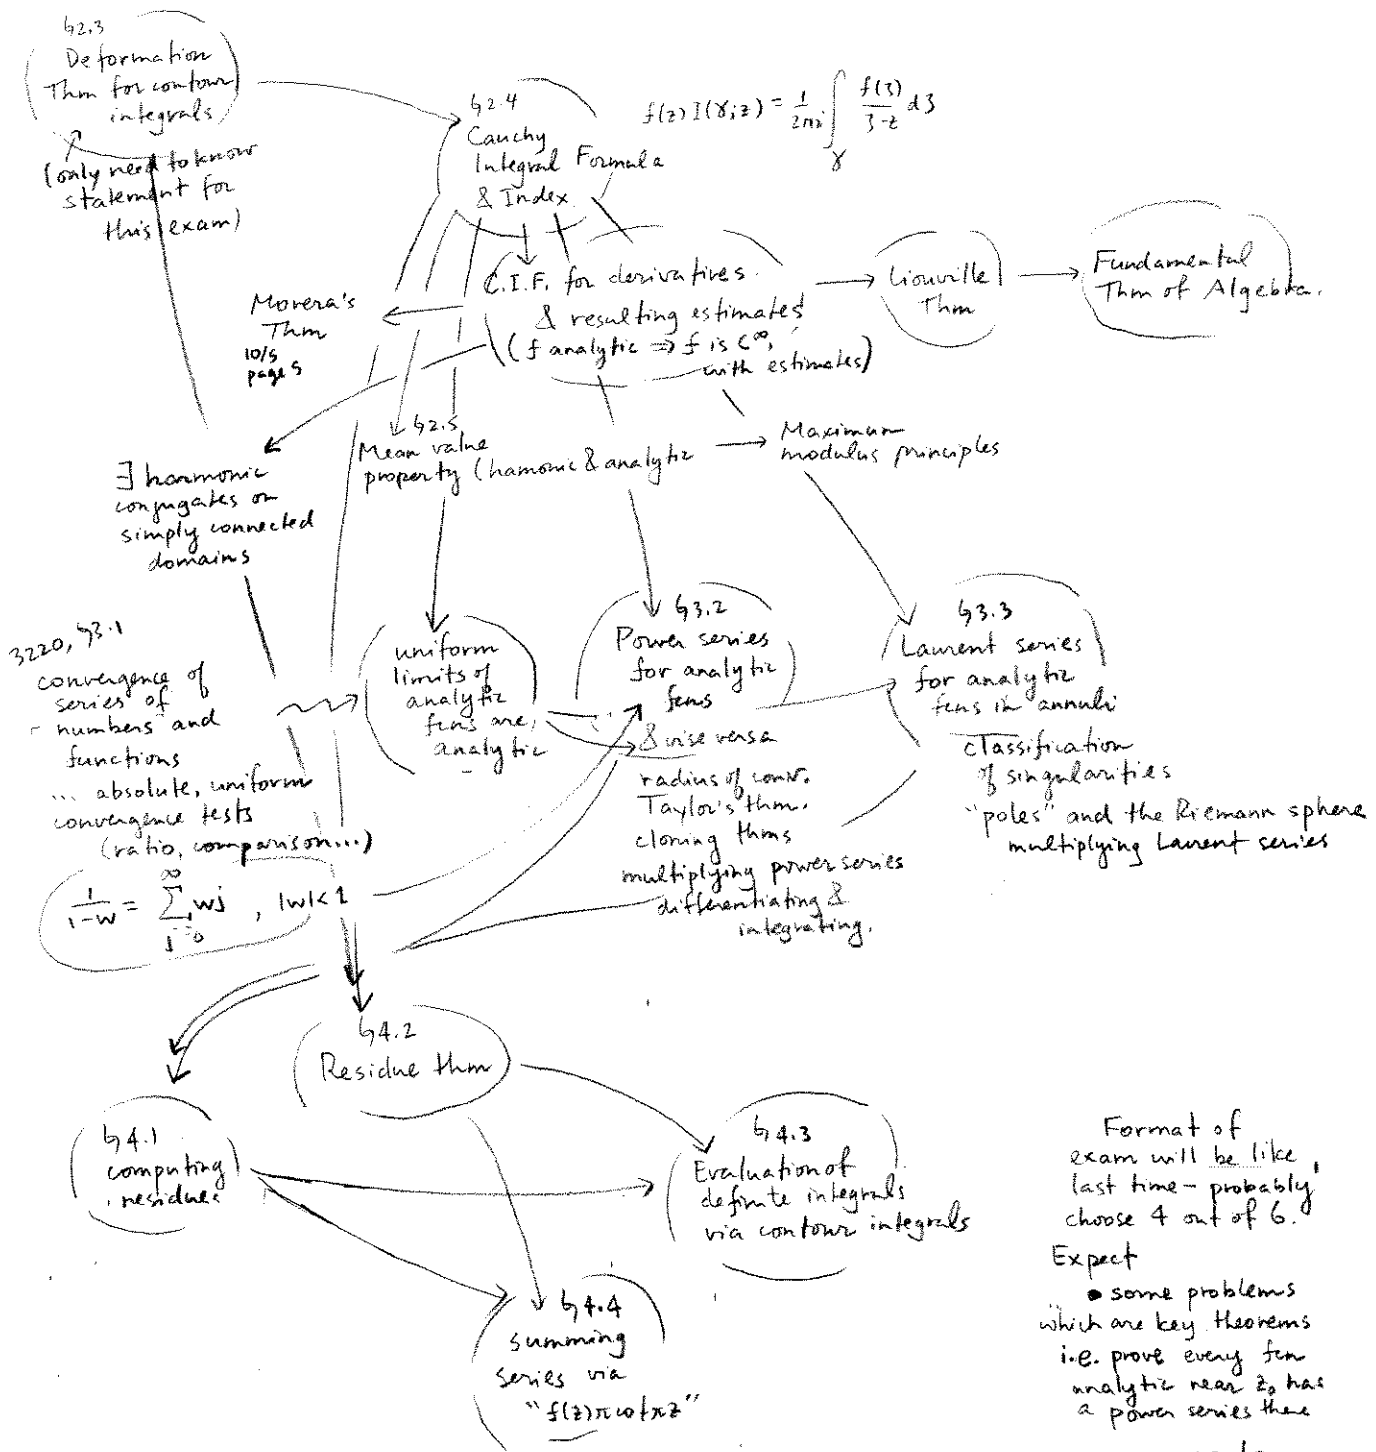 §2.3
Deformation
Thm for contour
integrals
(only need to know
statement for
this exam)
§2.4
Cauchy
Integral Formula
& Index
f(z) I(γ;z) = 1/2πi ∫γ f(ζ)/(ζ-z) dζ
C.I.F. for derivatives
& resulting estimates
(f analytic ⇒ f is C^∞,
with estimates)
Liouville
Thm
Fundamental
Thm of Algebra.
Morera's
Thm
10/5
page 5
∃ harmonic
conjugates on
simply connected
domains
§2.5
Mean value
property (hamonic & analytic
Maximum
modulus principles
3220, §3.1
convergence of
series of
numbers and
functions
... absolute, uniform
convergence tests
(ratio, comparison...)
1/(1-w) = ∑_{j=0}^∞ w^j , |w|<1
uniform
limits of
analytic
fcns are
analytic
§3.2
Power series
for analytic
fcns
& vise versa
radius of conv.
Taylor's thm.
cloning thms
multiplying power series
differentiating &
integrating.
§3.3
Laurent series
for analytic
fcns in annuli
classification
of singularities
"poles" and the Riemann sphere
multiplying Laurent series
§4.2
Residue thm
§4.1
computing
residues
§4.3
Evaluation of
definite integrals
via contour integrals
§4.4
summing
series via
"f(z)π cot πz"
Format of
exam will be like
last time - probably
choose 4 out of 6.
Expect
• some problems
which are key theorems
i.e. prove every fcn
analytic near z₀ has
a power series there